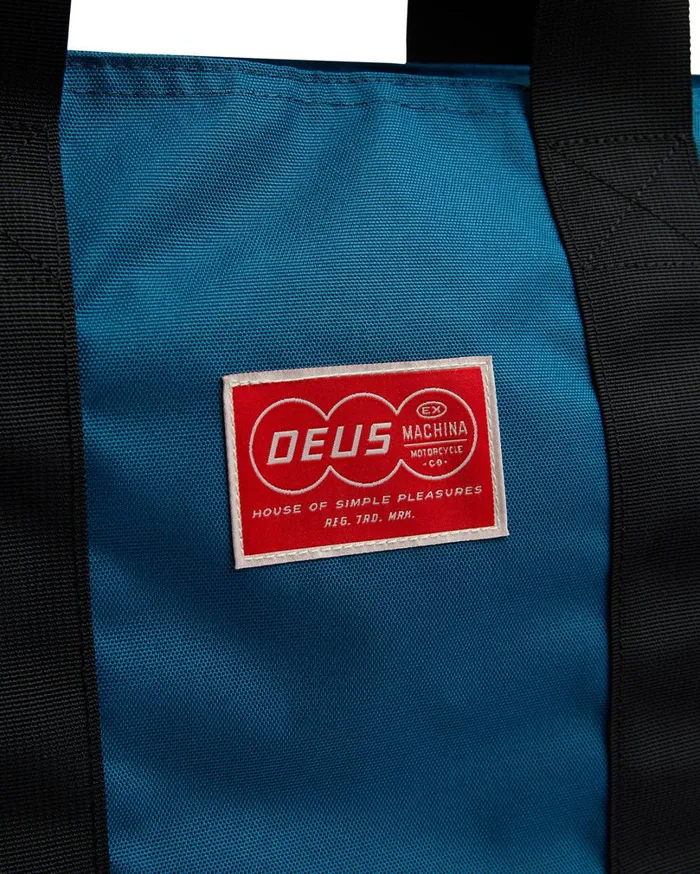 DEUS
EX
MACHINA
MOTORCYCLE
-CO-
HOUSE OF SIMPLE PLEASURES
REG. TRD. MRK.